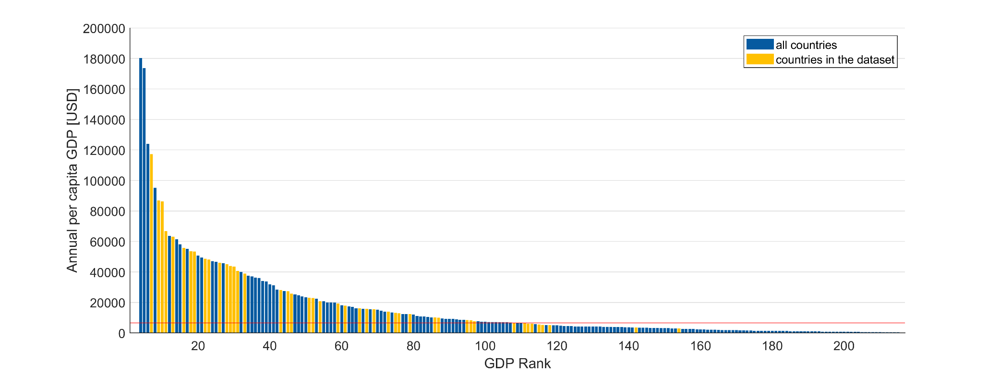 200000
180000
160000
140000
120000
100000
80000
60000
40000
20000
0
Annual per capita GDP [USD]
all countries
countries in the dataset
20 40 60 80 100 120 140 160 180 200
GDP Rank